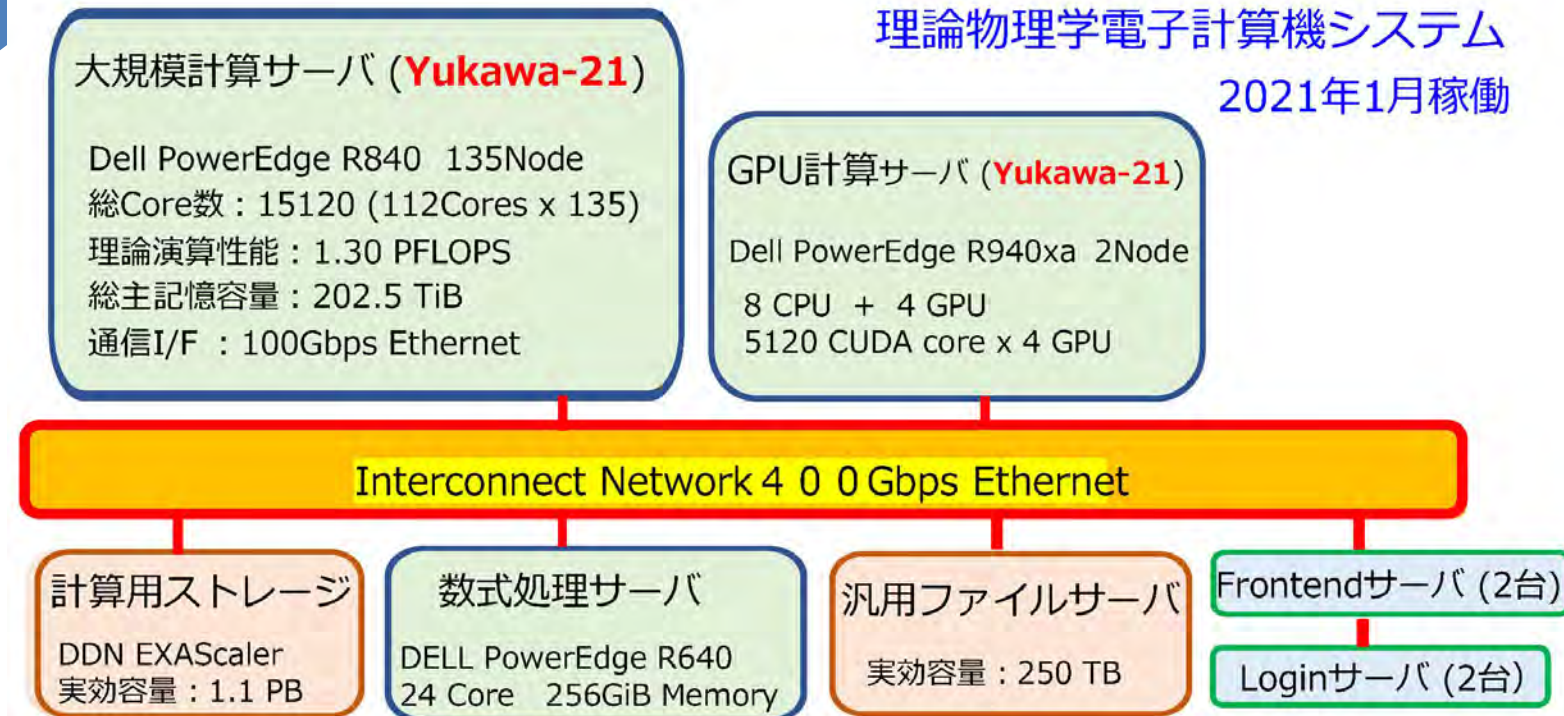 理論物理学電子計算機システム
2021年1月稼働
大規模計算サーバ (Yukawa-21)
Dell PowerEdge R840 135Node
総Core数：15120 (112Cores x 135)
理論演算性能：1.30 PFLOPS
総主記憶容量：202.5 TiB
通信I/F ：100Gbps Ethernet
GPU計算サーバ (Yukawa-21)
Dell PowerEdge R940xa 2Node
8 CPU + 4 GPU
5120 CUDA core x 4 GPU
Interconnect Network４００Gbps Ethernet
計算用ストレージ
DDN EXAScaler
実効容量：1.1 PB
数式処理サーバ
DELL PowerEdge R640
24 Core 256GiB Memory
汎用ファイルサーバ
実効容量：250 TB
Frontendサーバ (2台)
Loginサーバ (2台)